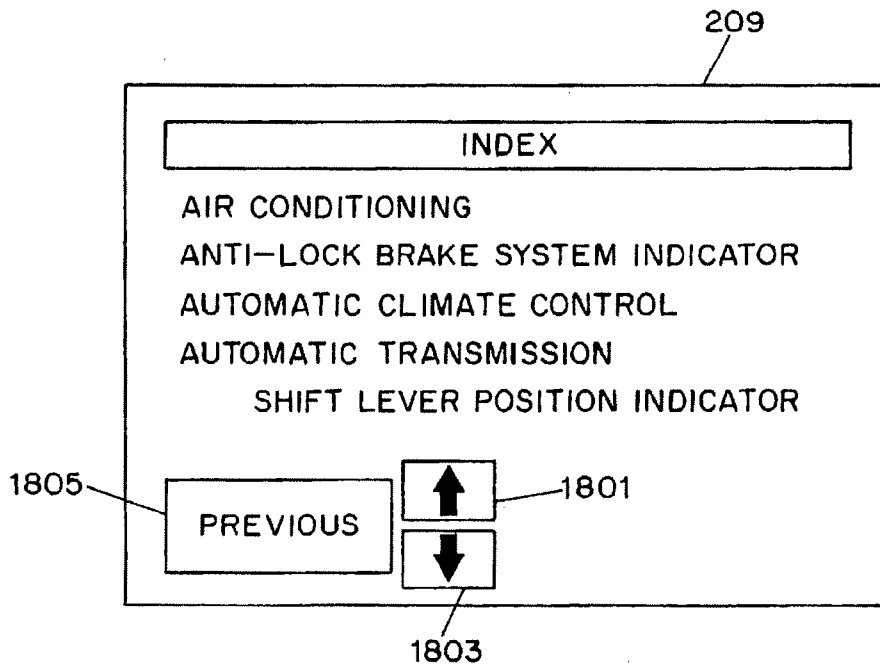 209
INDEX
AIR CONDITIONING
ANTI-LOCK BRAKE SYSTEM INDICATOR
AUTOMATIC CLIMATE CONTROL
AUTOMATIC TRANSMISSION
SHIFT LEVER POSITION INDICATOR
1805
PREVIOUS
1801
1803